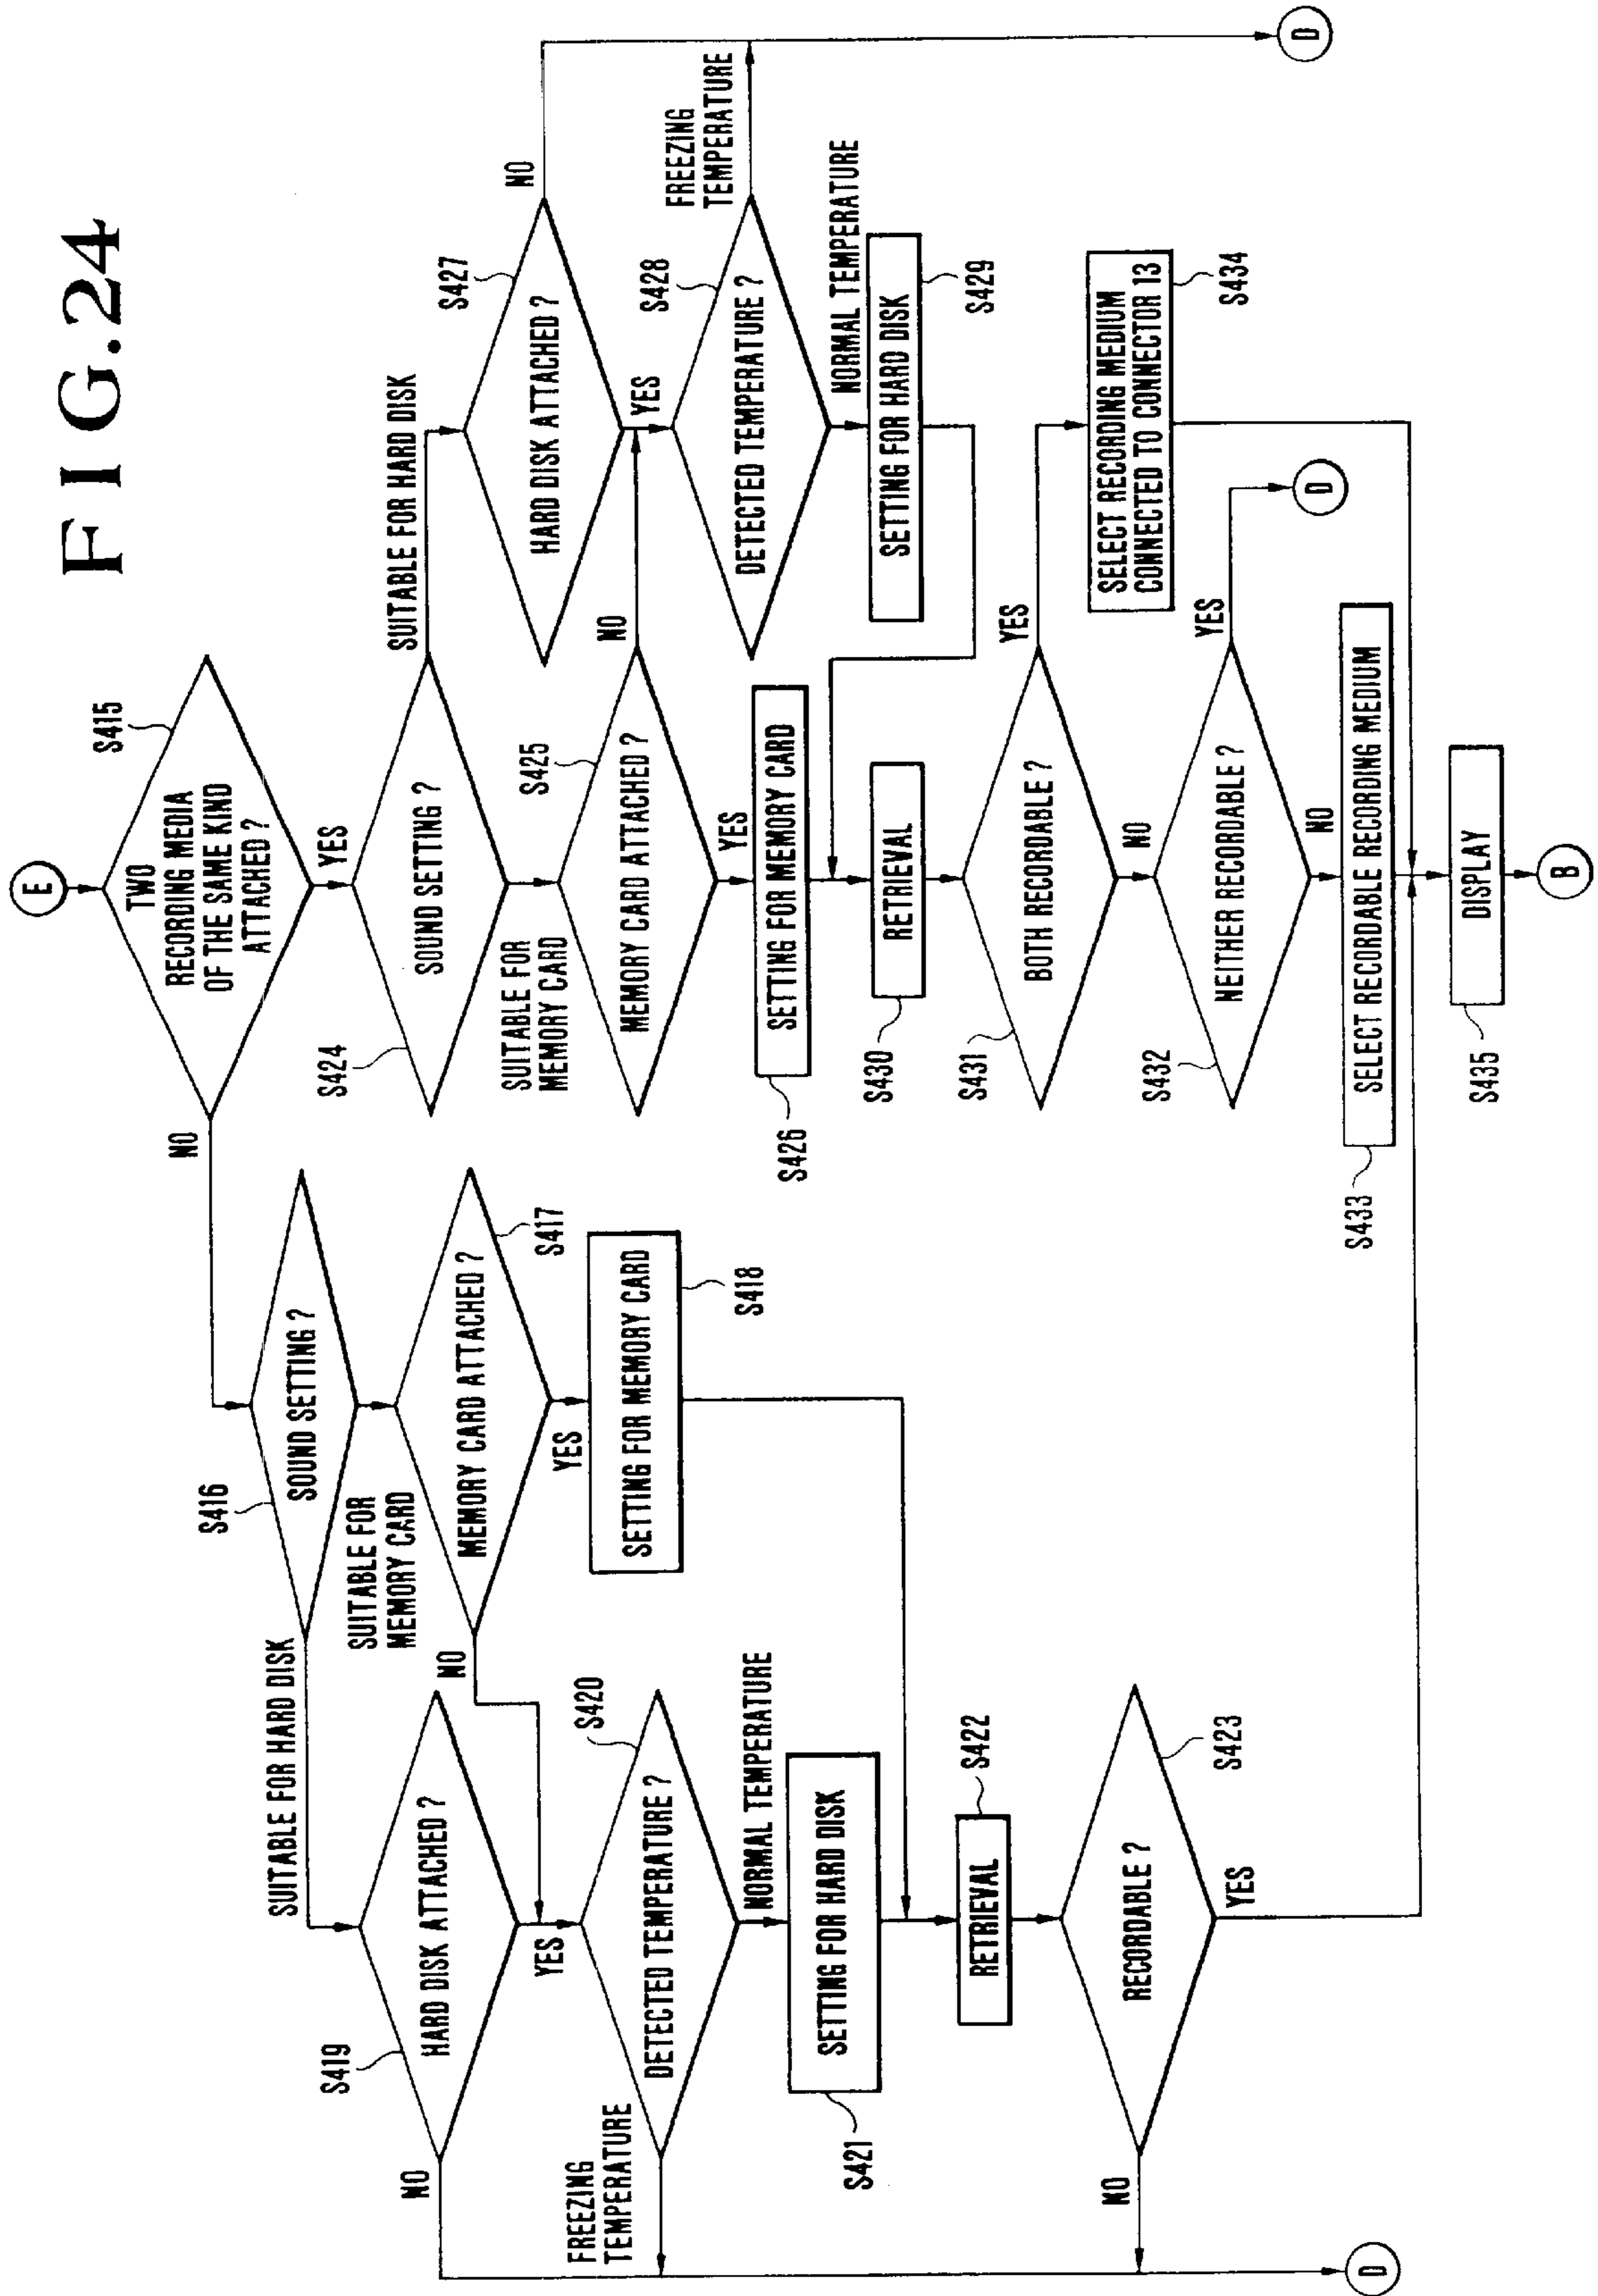 FIG.24
E
S415
TWO
RECORDING MEDIA
OF THE SAME KIND
ATTACHED ?
NO
YES
S416
SOUND SETTING ?
SUITABLE FOR HARD DISK
SUITABLE FOR
MEMORY CARD
S417
MEMORY CARD ATTACHED ?
NO
YES
SETTING FOR MEMORY CARD
S418
S419
HARD DISK ATTACHED ?
NO
YES
S420
DETECTED TEMPERATURE ?
FREEZING
TEMPERATURE
NORMAL TEMPERATURE
SETTING FOR HARD DISK
S421
S422
RETRIEVAL
S423
RECORDABLE ?
NO
YES
D
S424
SOUND SETTING ?
SUITABLE FOR HARD DISK
SUITABLE FOR
MEMORY CARD
S425
MEMORY CARD ATTACHED ?
NO
YES
SETTING FOR MEMORY CARD
S426
S427
HARD DISK ATTACHED ?
NO
YES
S428
DETECTED TEMPERATURE ?
FREEZING
TEMPERATURE
NORMAL TEMPERATURE
SETTING FOR HARD DISK
S429
D
RETRIEVAL
S430
S431
BOTH RECORDABLE ?
YES
NO
SELECT RECORDING MEDIUM
CONNECTED TO CONNECTOR 13
S434
S432
NEITHER RECORDABLE ?
YES
D
NO
SELECT RECORDABLE RECORDING MEDIUM
S433
DISPLAY
S435
B